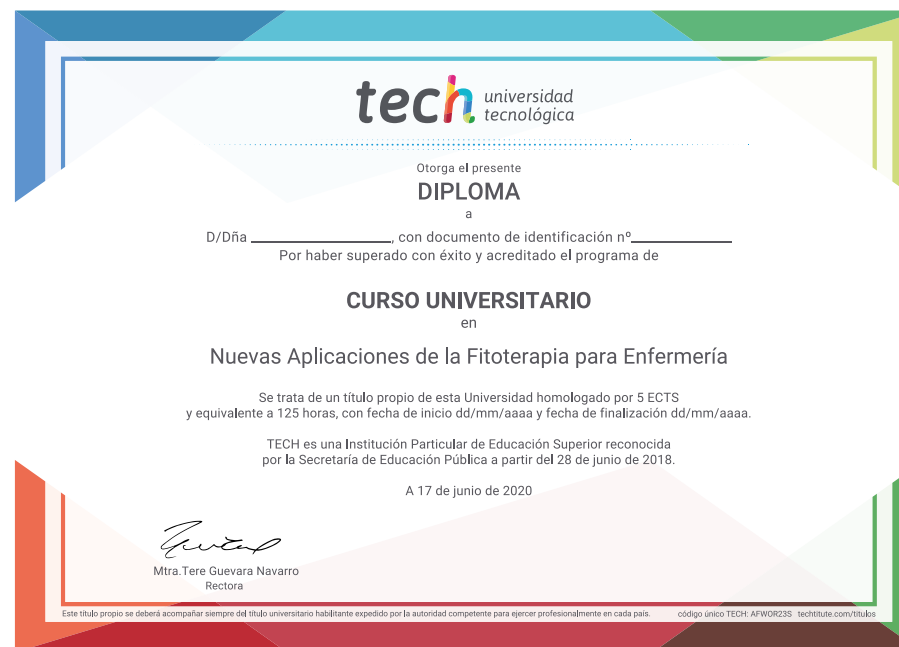 tech universidad
tecnológica
Otorga el presente
DIPLOMA
a
D/Dña ____________________, con documento de identificación nº______________
Por haber superado con éxito y acreditado el programa de
CURSO UNIVERSITARIO
en
Nuevas Aplicaciones de la Fitoterapia para Enfermería
Se trata de un título propio de esta Universidad homologado por 5 ECTS
y equivalente a 125 horas, con fecha de inicio dd/mm/aaaa y fecha de finalización dd/mm/aaaa.
TECH es una Institución Particular de Educación Superior reconocida
por la Secretaría de Educación Pública a partir del 28 de junio de 2018.
A 17 de junio de 2020
Mtra.Tere Guevara Navarro
Rectora
Este título propio se deberá acompañar siempre del título universitario habilitante expedido por la autoridad competente para ejercer profesionalmente en cada país. código único TECH: AFWOR23S techtitute.com/titulos